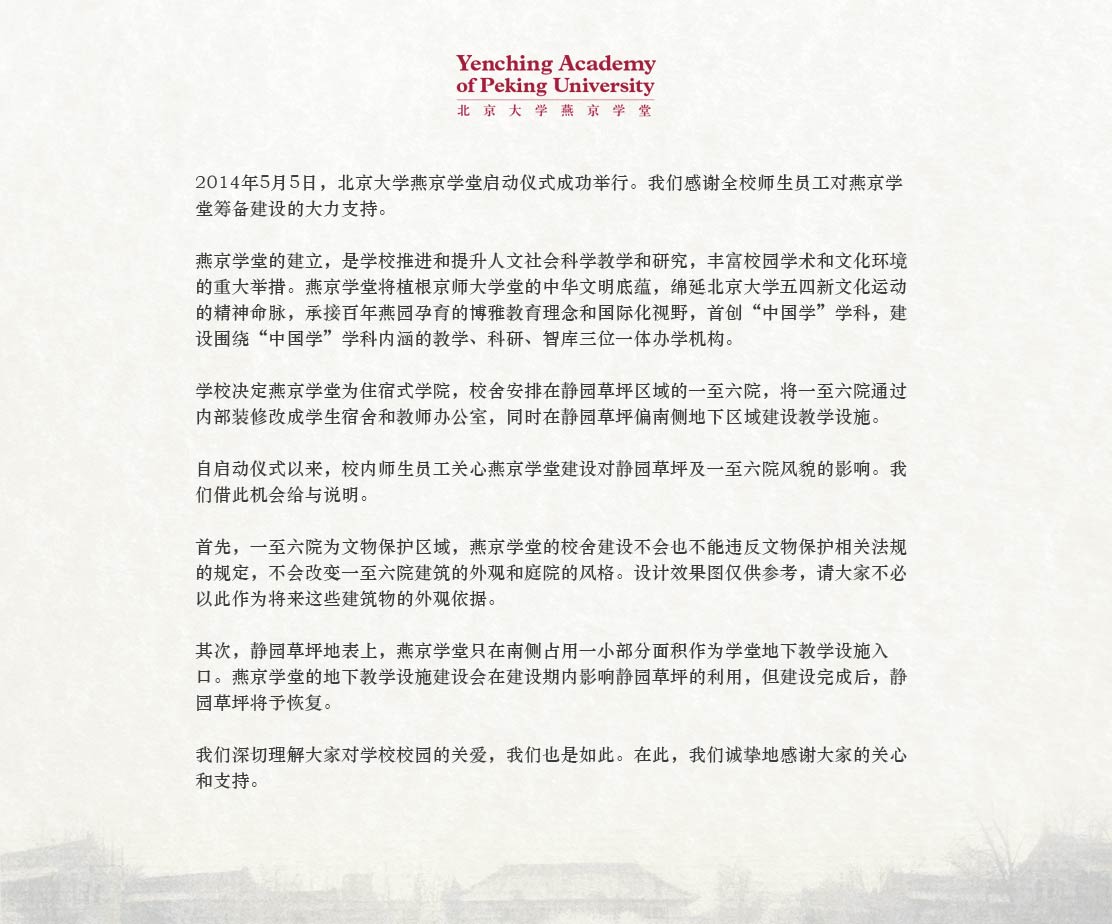 Yenching Academy
of Peking University
北京大学燕京学堂
2014年5月5日，北京大学燕京学堂启动仪式成功举行。我们感谢全校师生员工对燕京学
堂筹备建设的大力支持。
燕京学堂的建立，是学校推进和提升人文社会科学教学和研究，丰富校园学术和文化环境
的重大举措。燕京学堂将植根京师大学堂的中华文明底蕴，绵延北京大学五四新文化运动
的精神命脉，承接百年燕园孕育的博雅教育理念和国际化视野，首创“中国学”学科，建
设围绕“中国学”学科内涵的教学、科研、智库三位一体办学机构。
学校决定燕京学堂为住宿式学院，校舍安排在静园草坪区域的一至六院，将一至六院通过
内部装修改成学生宿舍和教师办公室，同时在静园草坪偏南侧地下区域建设教学设施。
自启动仪式以来，校内师生员工关心燕京学堂建设对静园草坪及一至六院风貌的影响。我
们借此机会给与说明。
首先，一至六院为文物保护区域，燕京学堂的校舍建设不会也不能违反文物保护相关法规
的规定，不会改变一至六院建筑的外观和庭院的风格。设计效果图仅供参考，请大家不必
以此作为将来这些建筑物的外观依据。
其次，静园草坪地表上，燕京学堂只在南侧占用一小部分面积作为学堂地下教学设施入
口。燕京学堂的地下教学设施建设会在建设期内影响静园草坪的利用，但建设完成后，静
园草坪将予恢复。
我们深切理解大家对学校校园的关爱，我们也是如此。在此，我们诚挚地感谢大家的关心
和支持。